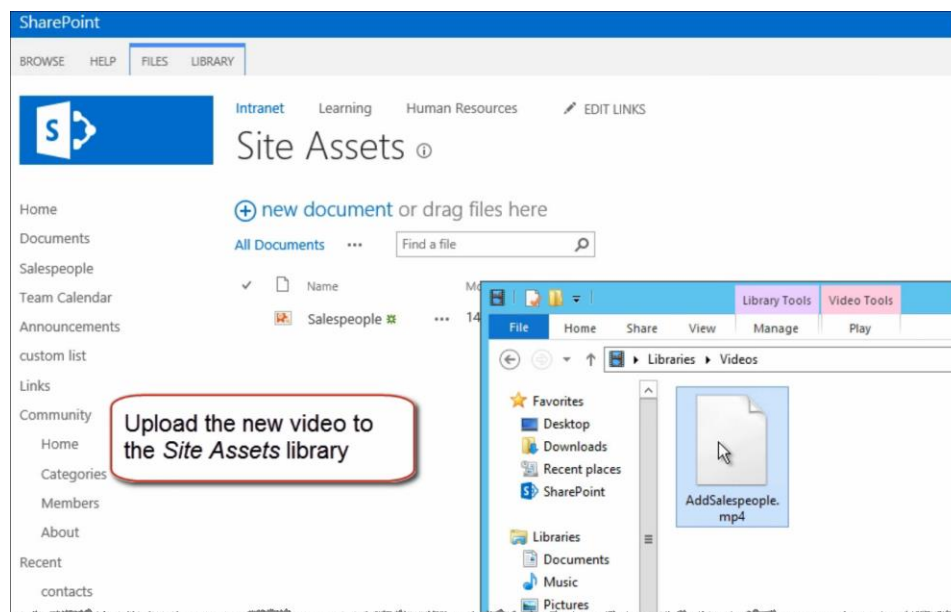 SharePoint
BROWSE HELP FILES LIBRARY
S
Intranet Learning Human Resources EDIT LINKS
Site Assets
Home
Documents
Salespeople
Team Calendar
Announcements
custom list
Links
Community
Home
Categories
Members
About
Recent
contacts
new document or drag files here
All Documents ... Find a file
Name Mo
Salespeople ... 14
Upload the new video to
the Site Assets library
Library Tools Video Tools
File Home Share View Manage Play
Libraries Videos
Favorites
Desktop
Downloads
Recent places
SharePoint
Libraries
Documents
Music
Pictures
AddSalespeople.
mp4